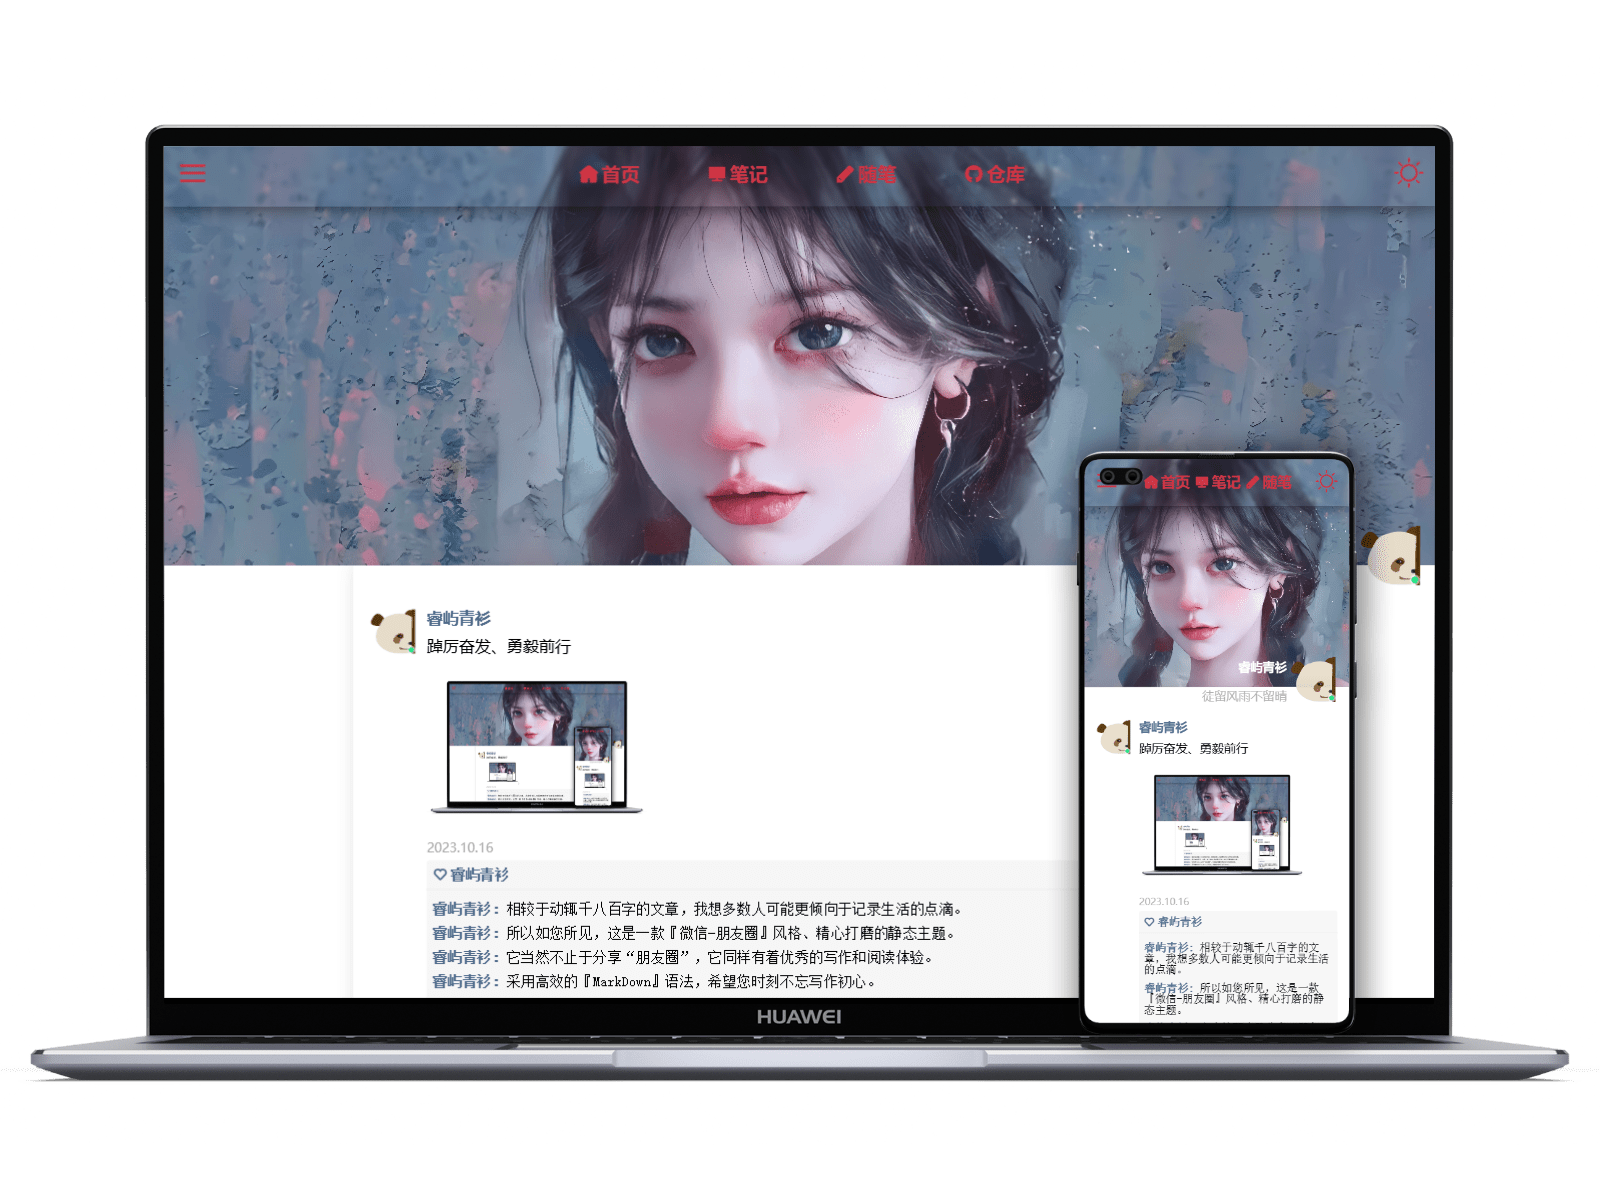 首页 笔记 随笔 仓库
睿屿青衫
踔厉奋发、勇毅前行
2023.10.16
睿屿青衫
睿屿青衫：相较于动辄千八百字的文章，我想多数人可能更倾向于记录生活的点滴。
睿屿青衫：所以如您所见，这是一款『微信-朋友圈』风格、精心打磨的静态主题。
睿屿青衫：它当然不止于分享“朋友圈”，它同样有着优秀的写作和阅读体验。
睿屿青衫：采用高效的『MarkDown』语法，希望您时刻不忘写作初心。
HUAWEI
首页 笔记 随笔
睿屿青衫
徒留风雨不留晴
睿屿青衫
踔厉奋发、勇毅前行
2023.10.16
睿屿青衫
睿屿青衫：相较于动辄千八百字的文
章，我想多数人可能更倾向于记录生活
的点滴。
睿屿青衫：所以如您所见，这是一款
『微信-朋友圈』风格、精心打磨的静
态主题。